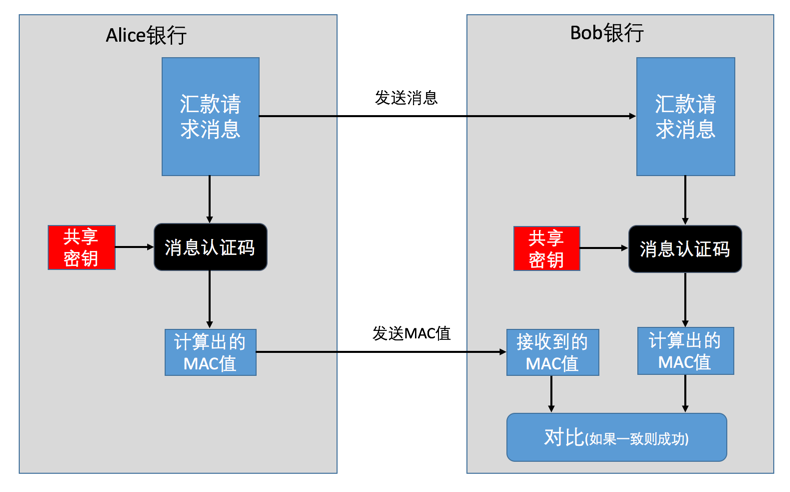 Alice银行
Bob银行
汇款请
求消息
发送消息
汇款请
求消息
共享
密钥
消息认证码
共享
密钥
消息认证码
计算出的
MAC值
发送MAC值
接收到的
MAC值
计算出的
MAC值
对比(如果一致则成功)